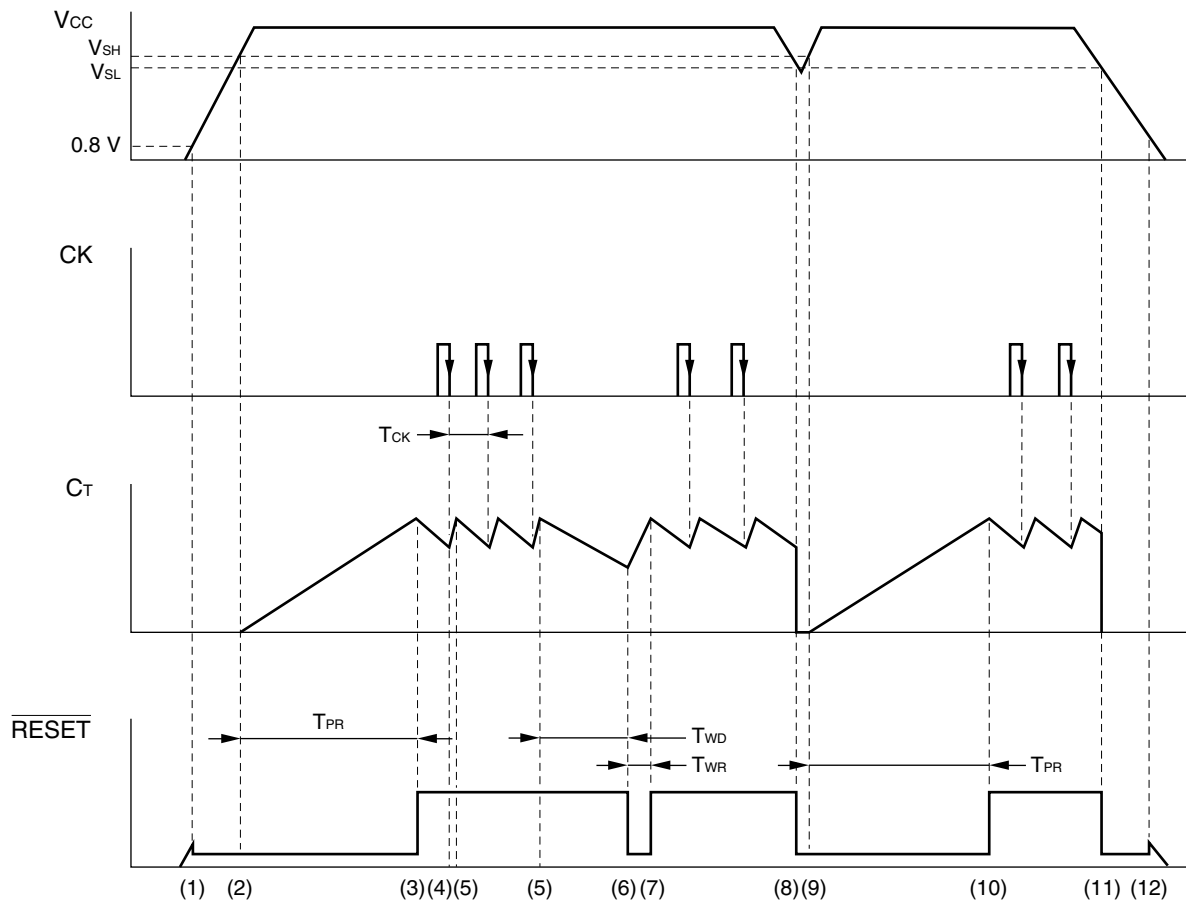 VCC
VSH
VSL
0.8 V
CK
TCK
CT
RESET
TPR
TWD
TWR
TPR
(1) (2) (3) (4) (5) (5) (6) (7) (8) (9) (10) (11) (12)